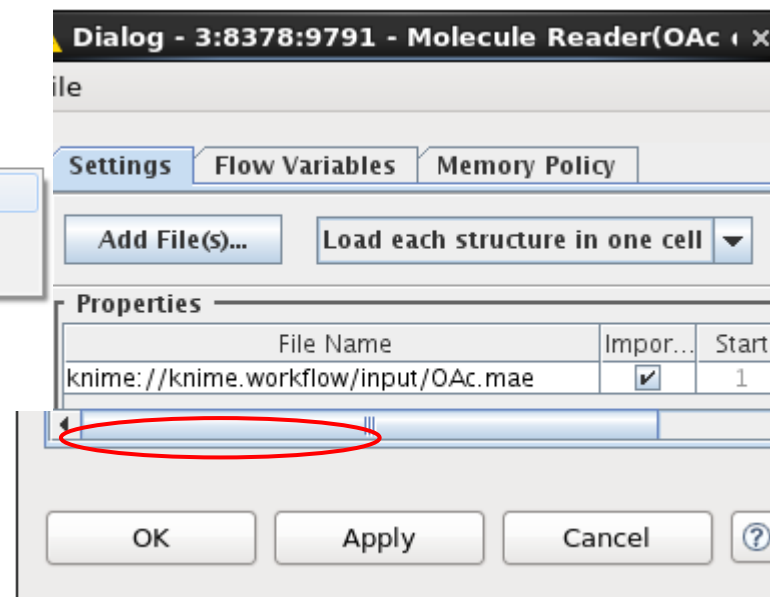 Dialog - 3:8378:9791 - Molecule Reader(OAc
ile
Settings Flow Variables Memory Policy
Add File(s)... Load each structure in one cell
Properties
File Name Impor... Start
knime://knime.workflow/input/OAc.mae 1
OK Apply Cancel ?